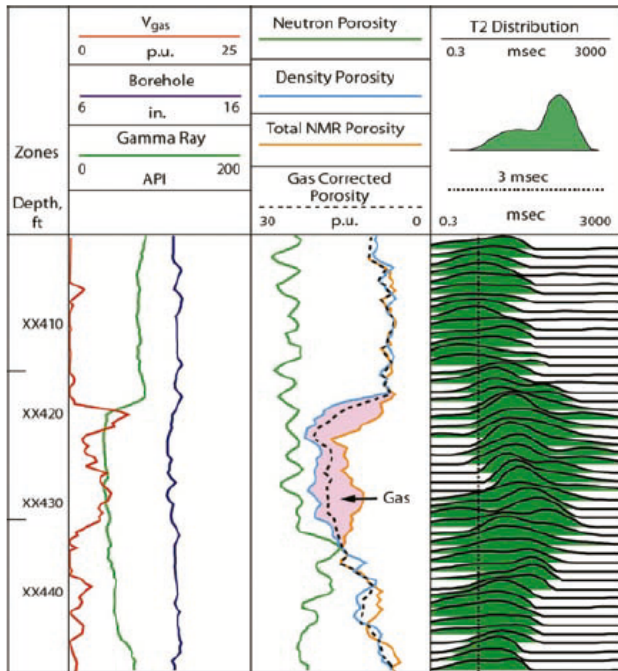 Zones
Depth,
ft
XX410
XX420
XX430
XX440
Vgas
0 25
p.u.
Borehole
6 16
in.
Gamma Ray
0 200
API
Neutron Porosity
Density Porosity
Total NMR Porosity
Gas Corrected
Porosity
30 0
p.u.
Gas
T2 Distribution
0.3 msec 3000
3 msec
0.3 3000
msec